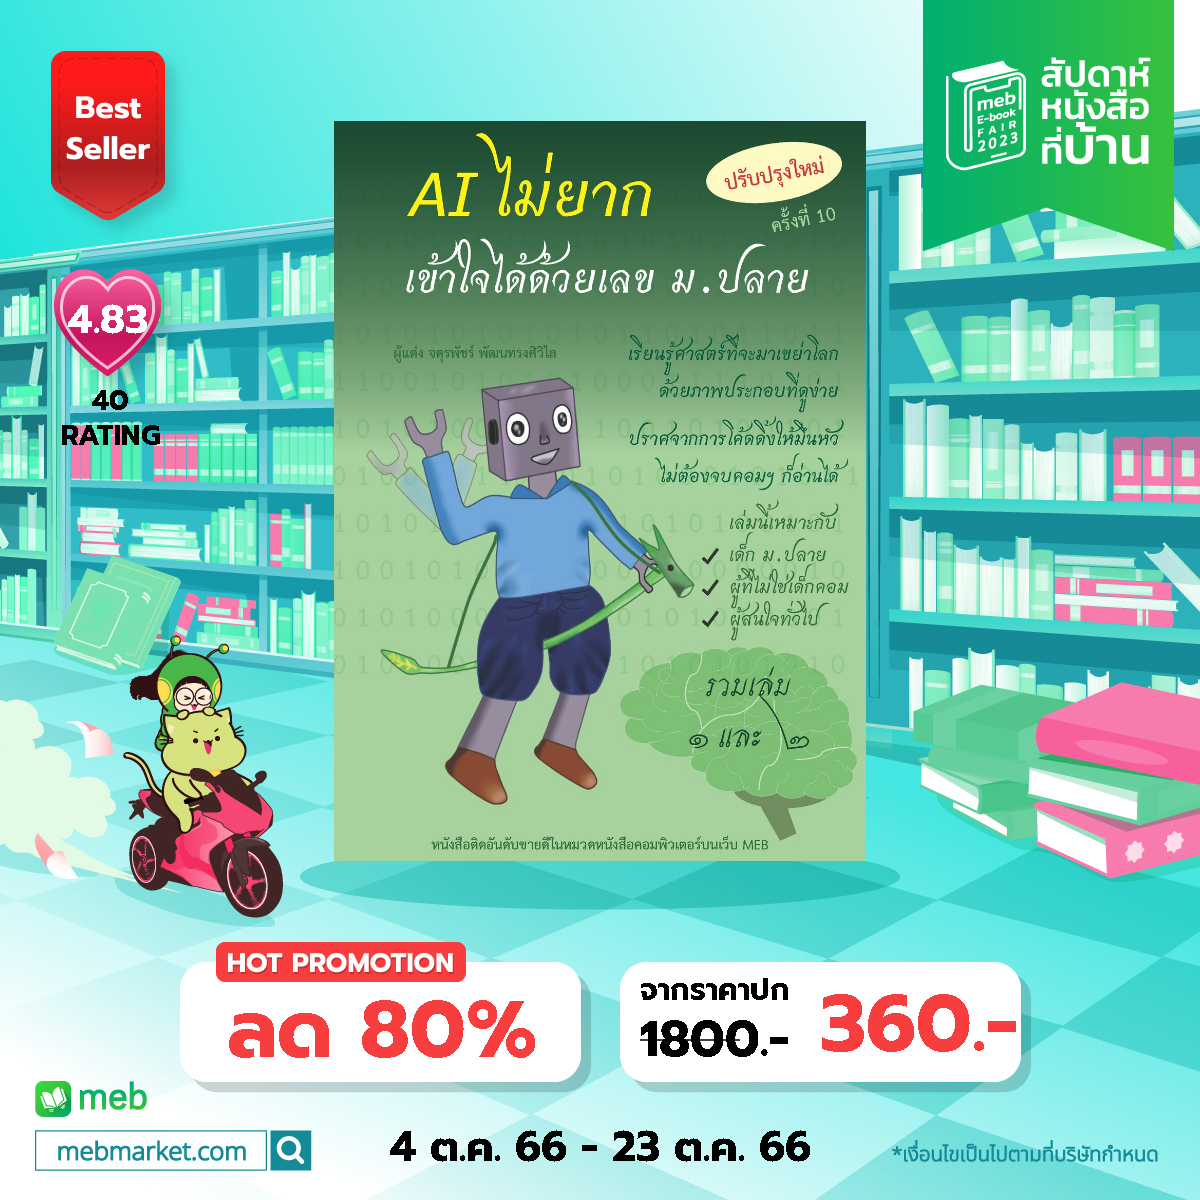 Best
Seller
meb
E-book
FAIR
2023
สัปดาห์
หนังสือ
ที่บ้าน
4.83
40
RATING
AI ไม่ยาก
ปรับปรุงใหม่
ครั้งที่ 10
เข้าใจได้ด้วยเลข ม.ปลาย
ผู้แต่ง จตุรพัชร์ พัฒนทรงศิวิไล
เรียนรู้ศาสตร์ที่จะมาเขย่าโลก
ด้วยภาพประกอบที่ดูง่าย
ปราศจากการโค้ดดิ้งให้มึนหัว
ไม่ต้องจบคอมฯ ก็อ่านได้
เล่มนี้เหมาะกับ
✓ เด็ก ม.ปลาย
✓ ผู้ที่ไม่ใช่เด็กคอม
✓ ผู้สนใจทั่วไป
รวมเล่ม
๑ และ ๒
หนังสือติดอันดับขายดีในหมวดหนังสือคอมพิวเตอร์บนเว็บ MEB
HOT PROMOTION
ลด 80%
จากราคาปก
1800.-
360.-
meb
mebmarket.com
4 ต.ค. 66 - 23 ต.ค. 66
*เงื่อนไขเป็นไปตามที่บริษัทกำหนด